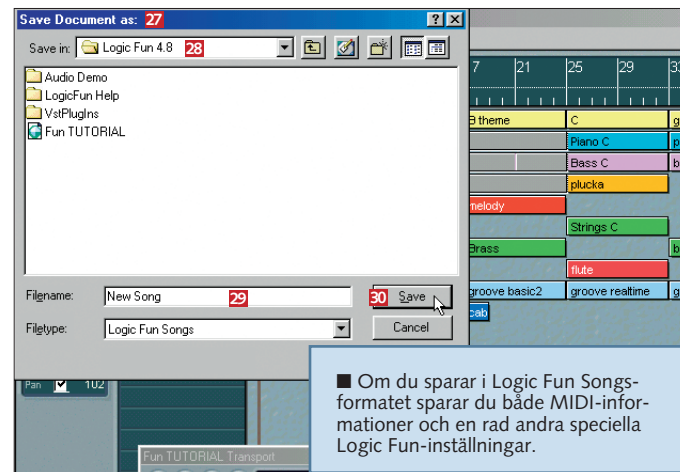 Save Document as: 27
Save in: Logic Fun 4.8 28
Audio Demo
LogicFun Help
VstPlugIns
Fun TUTORIAL
Filename: New Song 29 30 Save
Filetype: Logic Fun Songs Cancel
7 21 25 29 33
B theme C g
Piano C p
Bass C b
plucka
melody
Strings C
Brass b
flute
groove basic2 groove realtime g
cab
Pan 102
Fun TUTORIAL Transport
■ Om du sparar i Logic Fun Songs-
formatet sparar du både MIDI-infor-
mationer och en rad andra speciella
Logic Fun-inställningar.